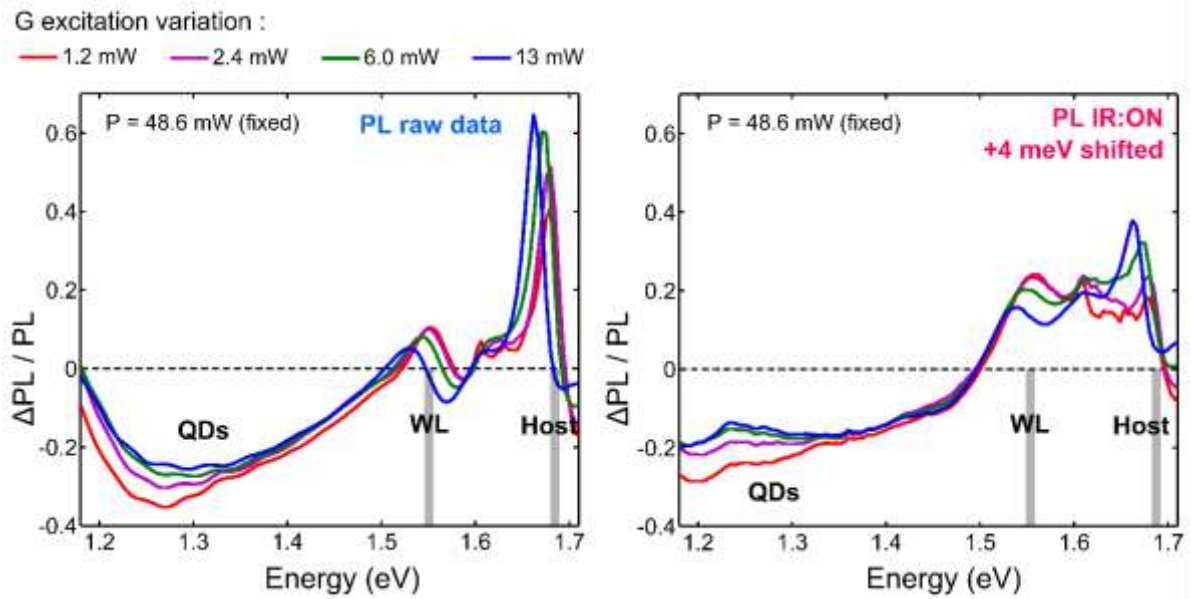 G excitation variation :
1.2 mW 2.4 mW 6.0 mW 13 mW
P = 48.6 mW (fixed)
PL raw data
0.6
0.4
0.2
0
-0.2
-0.4
ΔPL / PL
QDs
WL
Host
1.2 1.3 1.4 1.5 1.6 1.7
Energy (eV)
P = 48.6 mW (fixed)
PL IR:ON
+4 meV shifted
0.6
0.4
0.2
0
-0.2
-0.4
ΔPL / PL
WL
Host
QDs
1.2 1.3 1.4 1.5 1.6 1.7
Energy (eV)